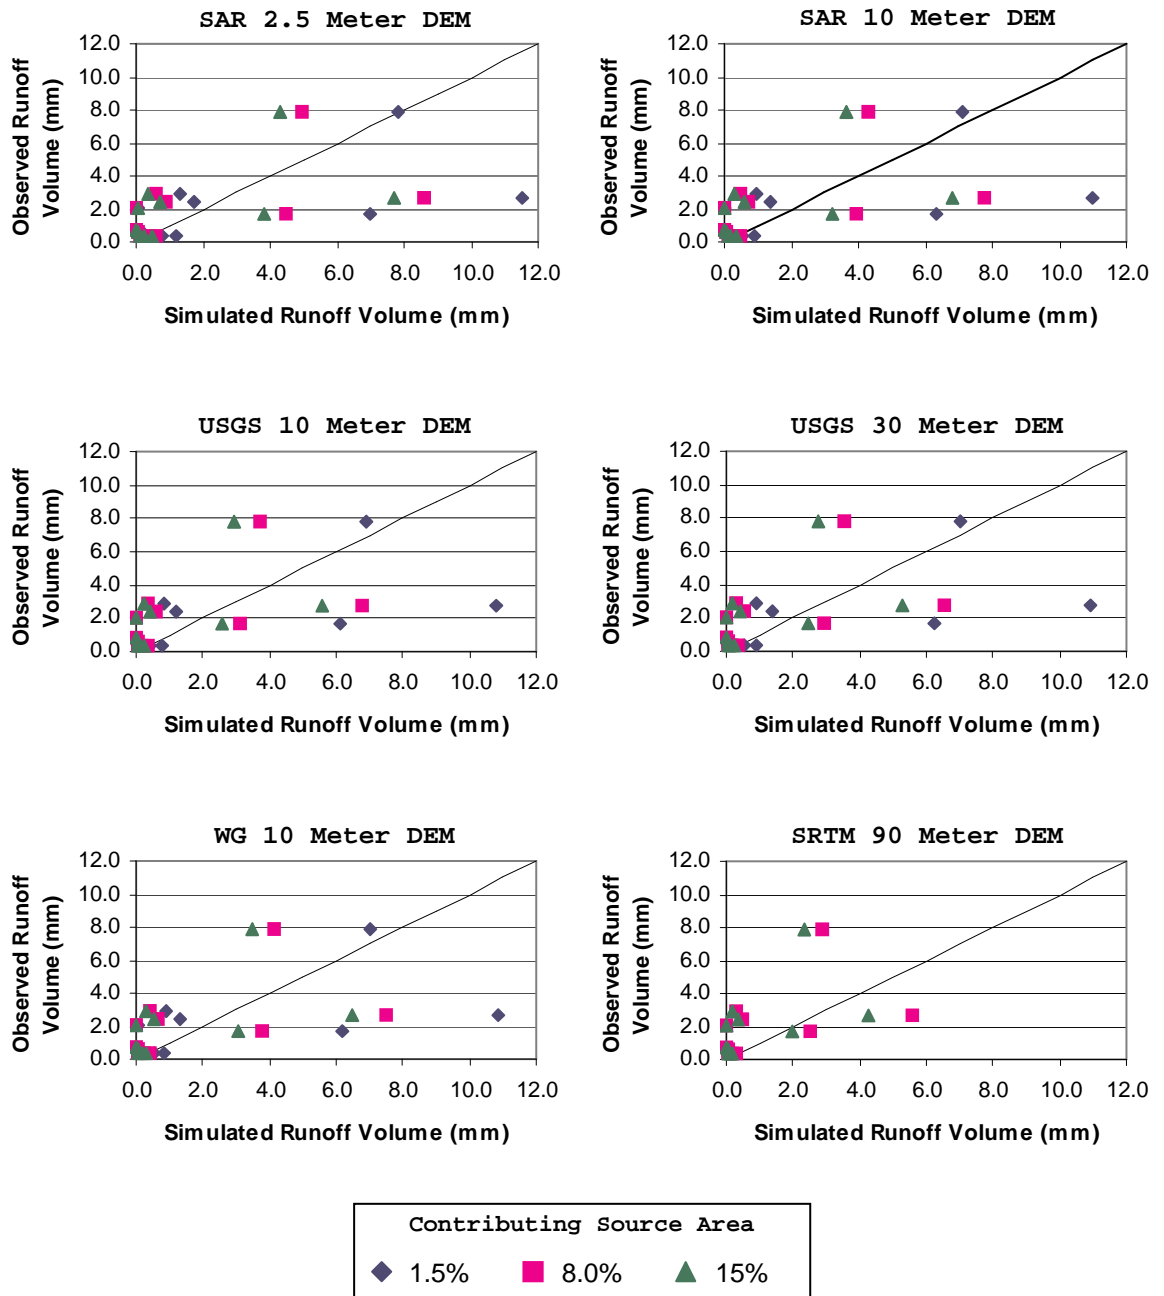 SAR 2.5 Meter DEM
Observed Runoff
Volume (mm)
12.0
10.0
8.0
6.0
4.0
2.0
0.0
0.0 2.0 4.0 6.0 8.0 10.0 12.0
Simulated Runoff Volume (mm)
SAR 10 Meter DEM
Observed Runoff
Volume (mm)
12.0
10.0
8.0
6.0
4.0
2.0
0.0
0.0 2.0 4.0 6.0 8.0 10.0 12.0
Simulated Runoff Volume (mm)
USGS 10 Meter DEM
Observed Runoff
Volume (mm)
12.0
10.0
8.0
6.0
4.0
2.0
0.0
0.0 2.0 4.0 6.0 8.0 10.0 12.0
Simulated Runoff Volume (mm)
USGS 30 Meter DEM
Observed Runoff
Volume (mm)
12.0
10.0
8.0
6.0
4.0
2.0
0.0
0.0 2.0 4.0 6.0 8.0 10.0 12.0
Simulated Runoff Volume (mm)
WG 10 Meter DEM
Observed Runoff
Volume (mm)
12.0
10.0
8.0
6.0
4.0
2.0
0.0
0.0 2.0 4.0 6.0 8.0 10.0 12.0
Simulated Runoff Volume (mm)
SRTM 90 Meter DEM
Observed Runoff
Volume (mm)
12.0
10.0
8.0
6.0
4.0
2.0
0.0
0.0 2.0 4.0 6.0 8.0 10.0 12.0
Simulated Runoff Volume (mm)
Contributing Source Area
1.5% 8.0% 15%